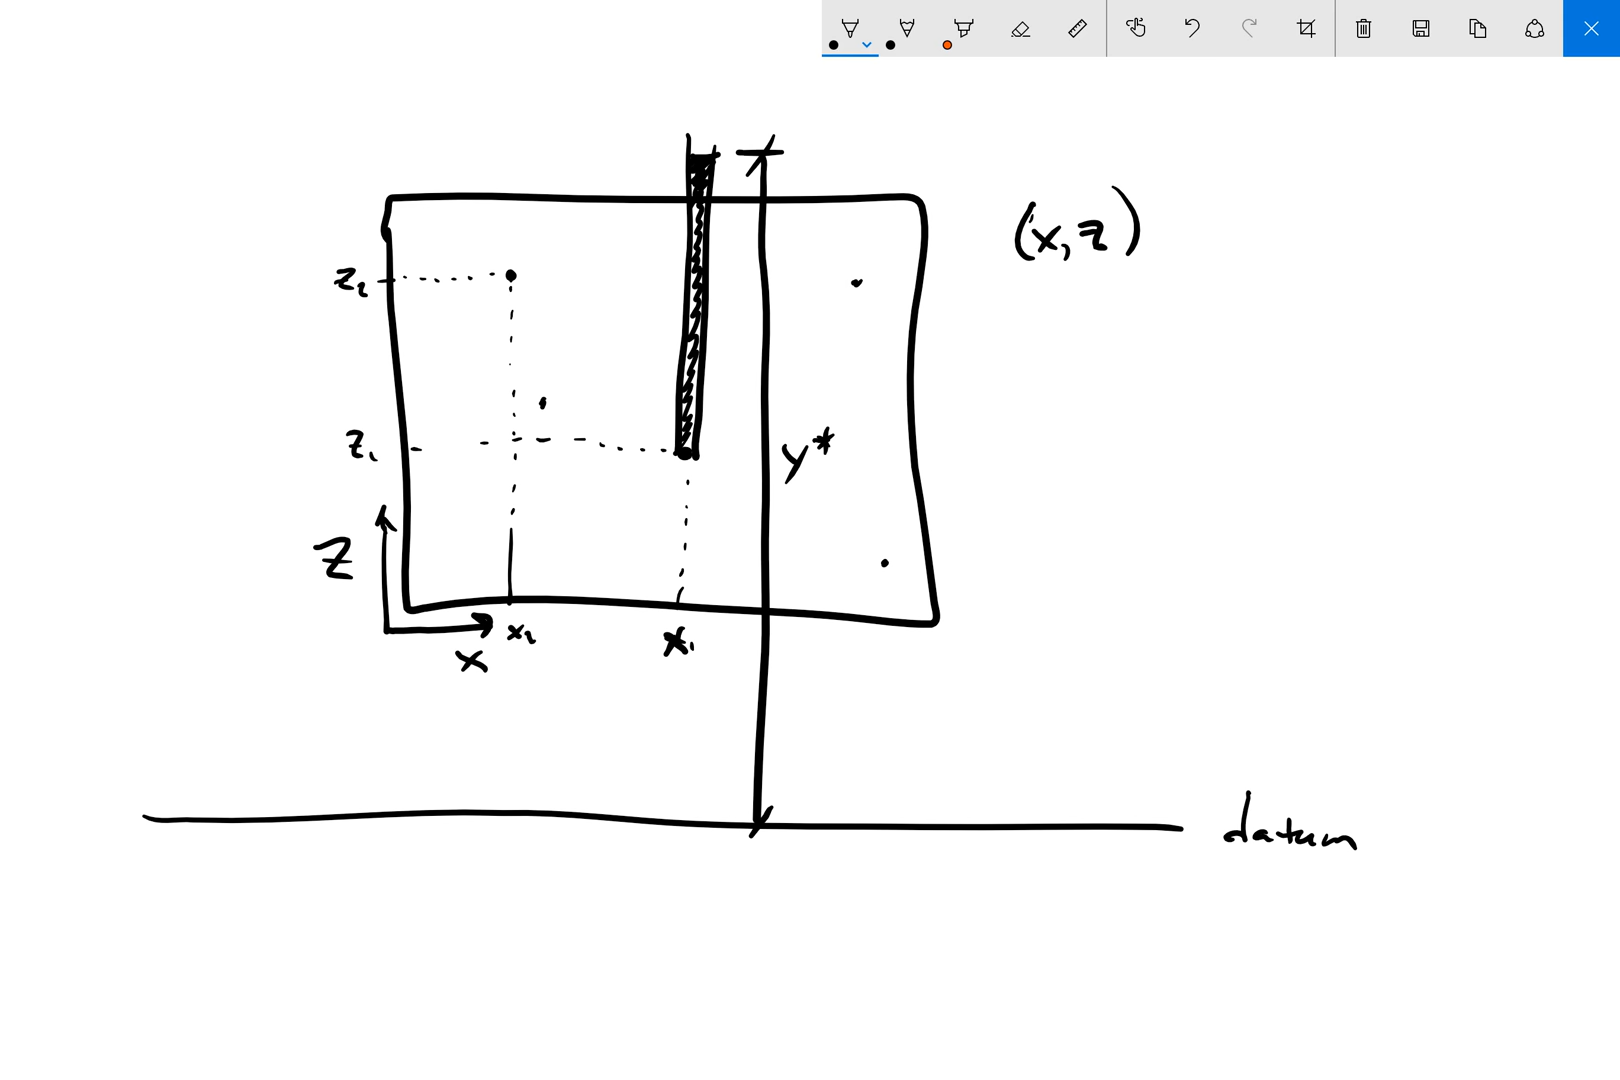 (x, z)
z₂
z₁
y*
z
x
x₂
x₁
datum